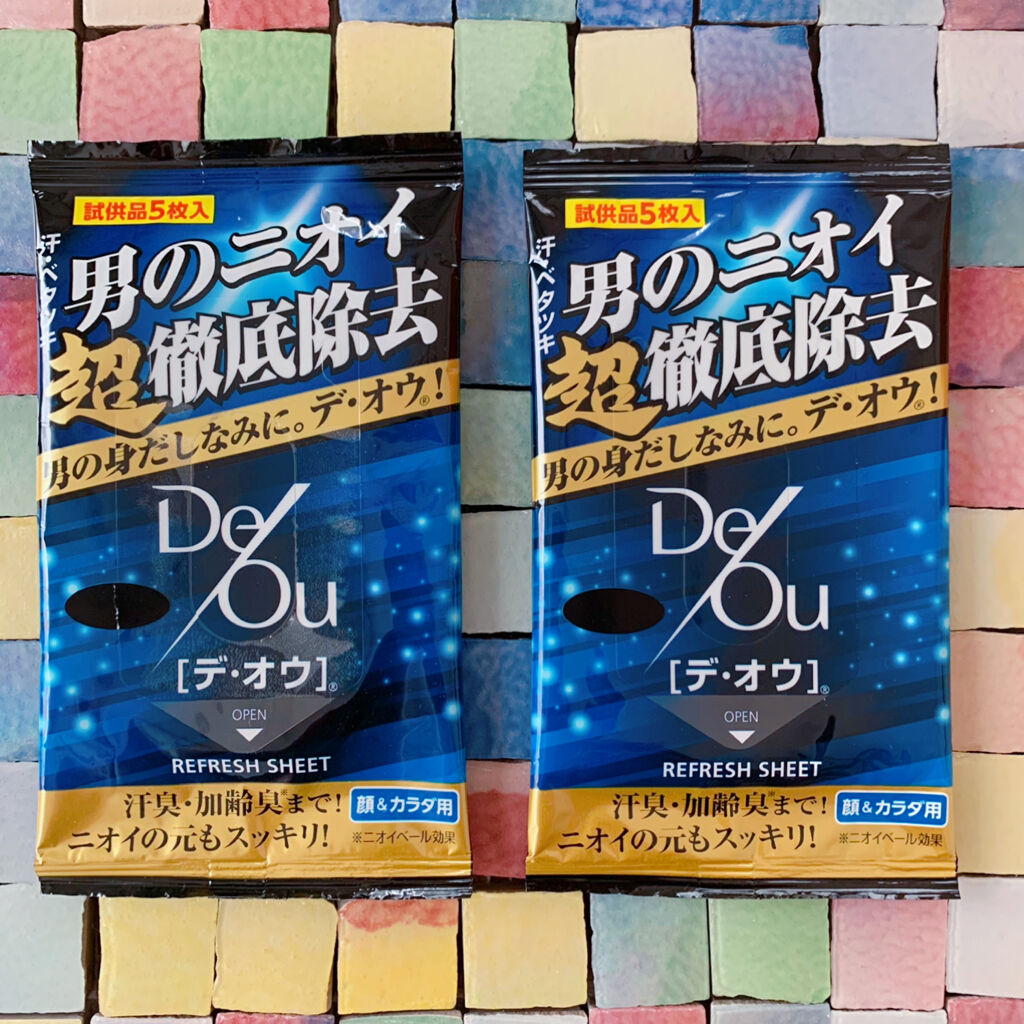 試供品5枚入
汗・ベタツキ
男のニオイ
超徹底除去
男の身だしなみに。デ・オウ®!
De/Ou
[デ・オウ]®
OPEN
REFRESH SHEET
汗臭・加齢臭※まで!
ニオイの元もスッキリ!
顔&カラダ用
※ニオイベール効果
試供品5枚入
汗・ベタツキ
男のニオイ
超徹底除去
男の身だしなみに。デ・オウ®!
De/Ou
[デ・オウ]®
OPEN
REFRESH SHEET
汗臭・加齢臭※まで!
ニオイの元もスッキリ!
顔&カラダ用
※ニオイベール効果